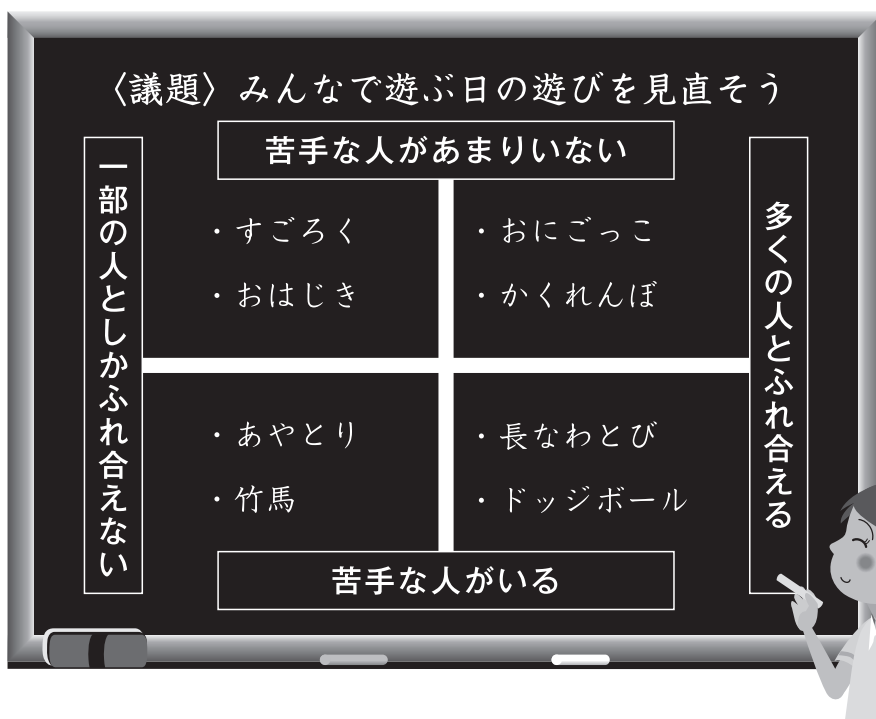 〈議題〉みんなで遊ぶ日の遊びを見直そう
苦手な人があまりいない
一部の人としかふれ合えない
・すごろく
・おはじき
・おにごっこ
・かくれんぼ
多くの人とふれ合える
・あやとり
・竹馬
・長なわとび
・ドッジボール
苦手な人がいる